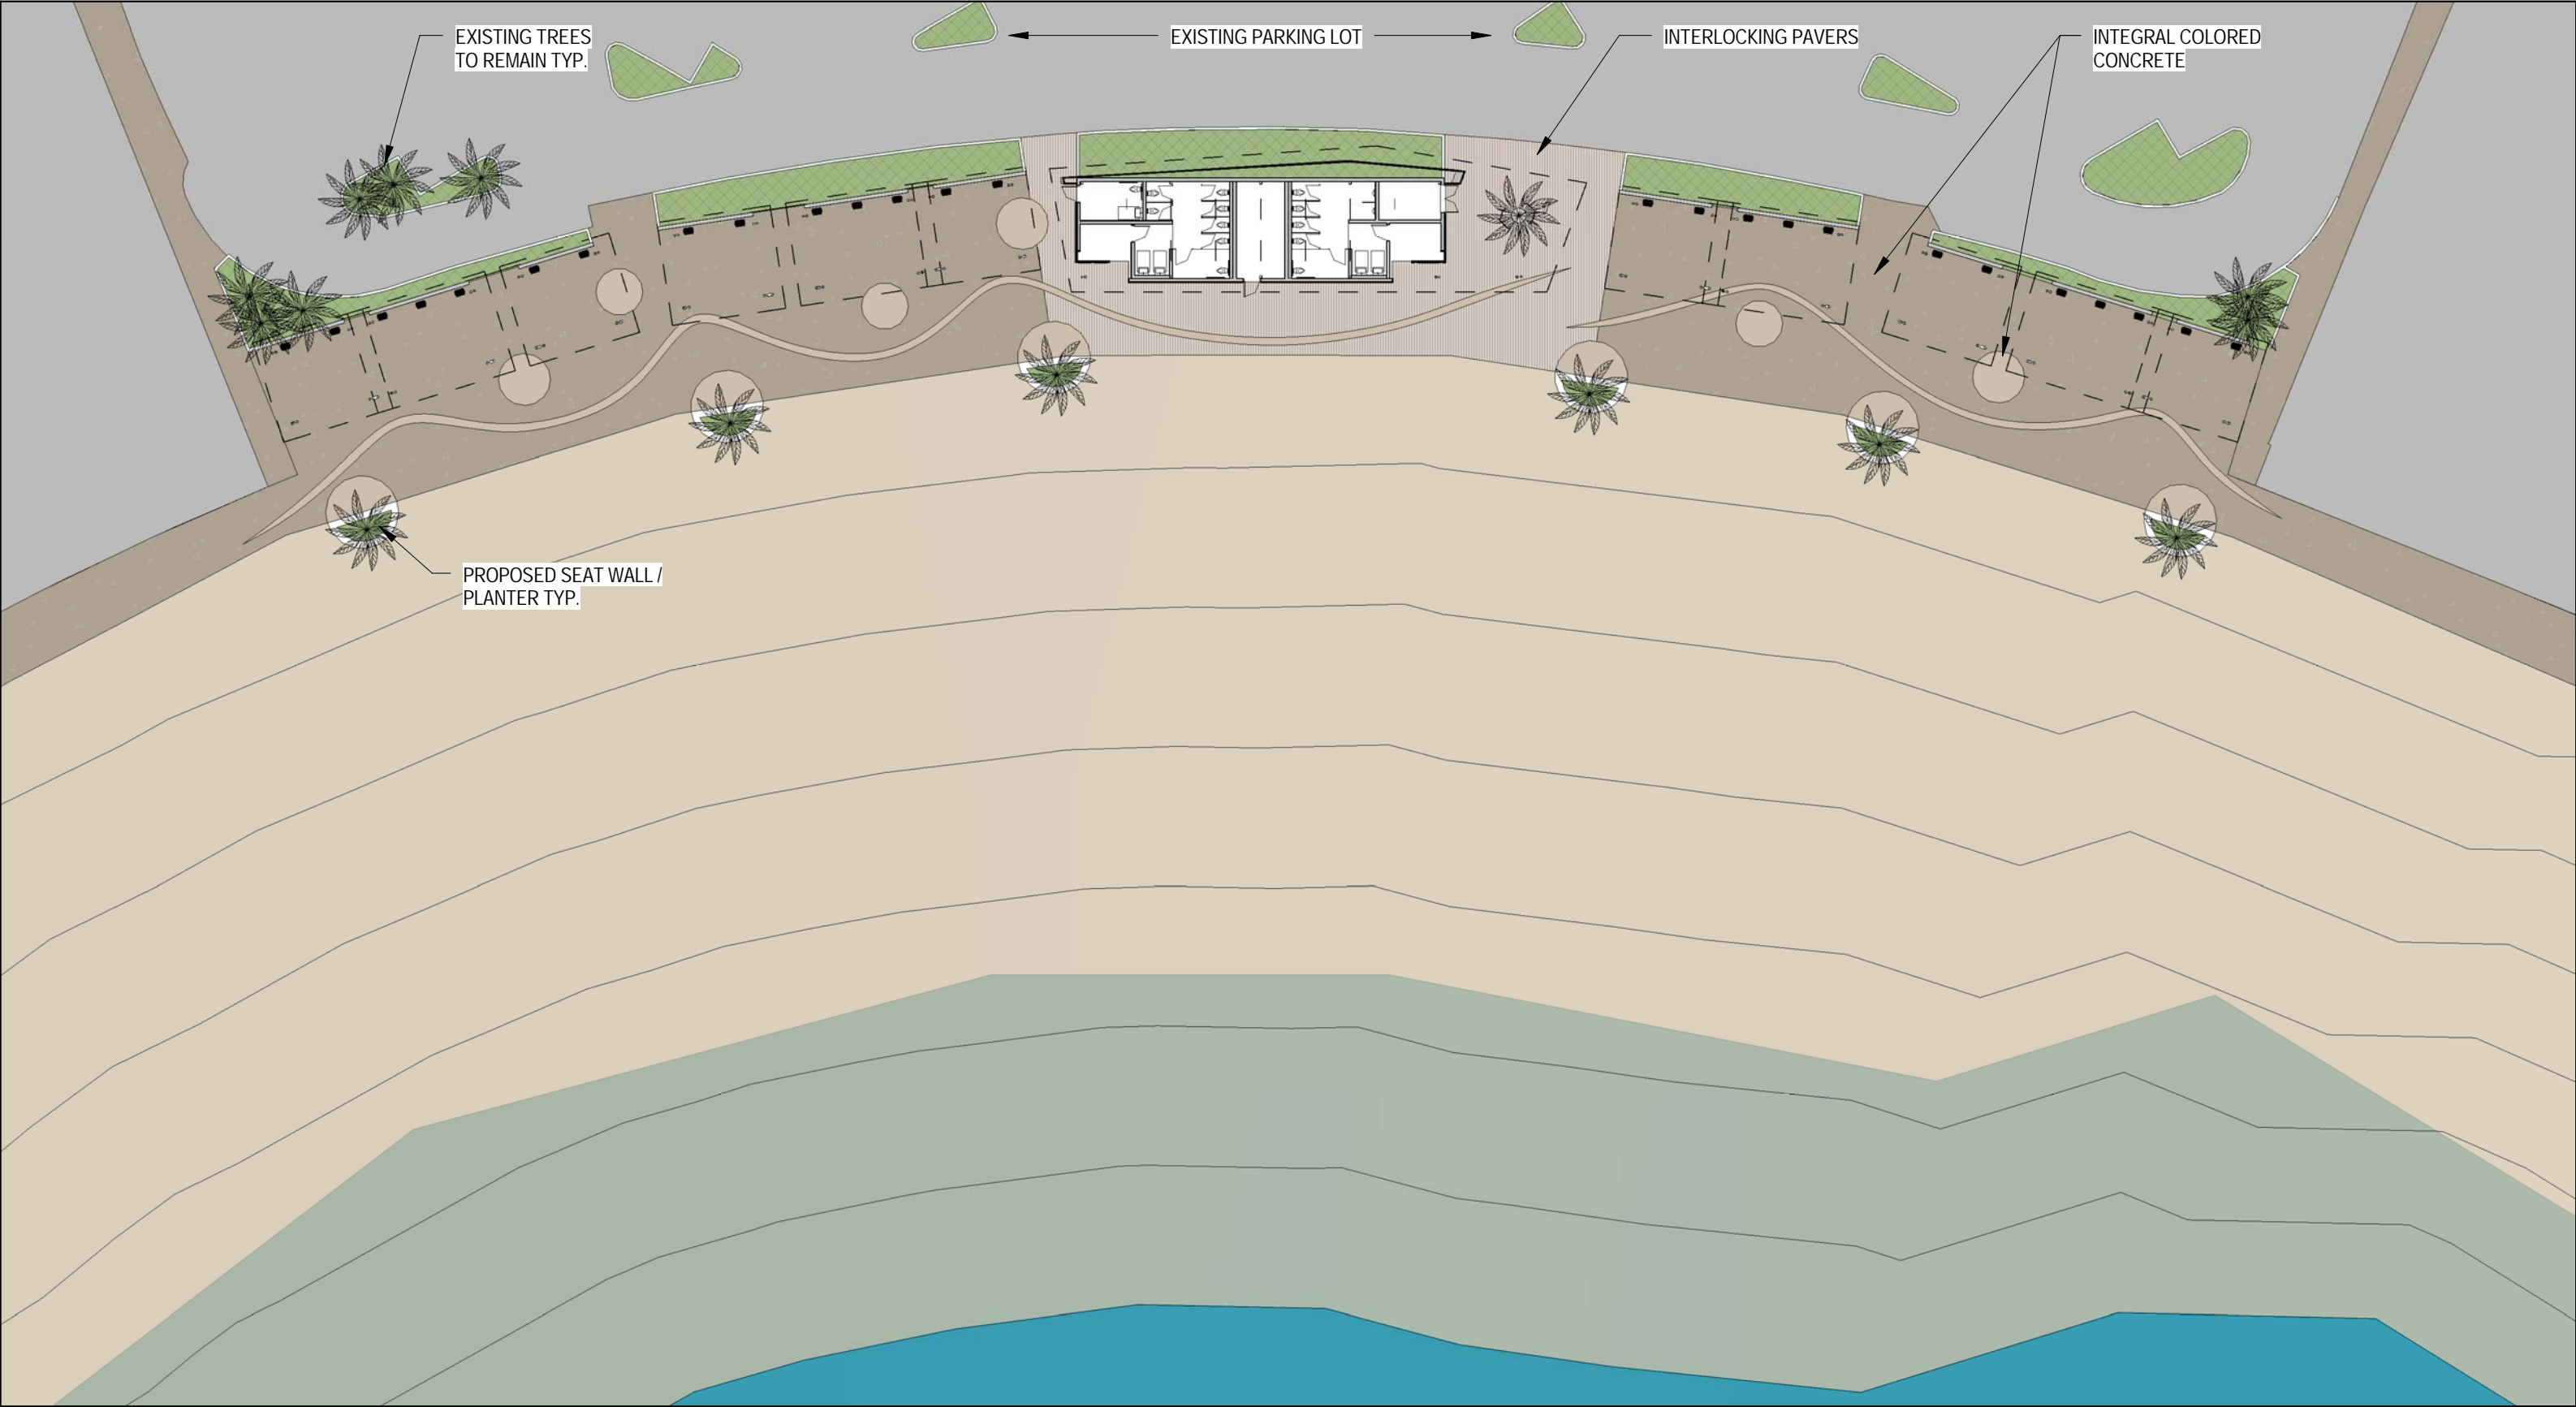 EXISTING TREES
TO REMAIN TYP.
EXISTING PARKING LOT
INTERLOCKING PAVERS
INTEGRAL COLORED
CONCRETE
PROPOSED SEAT WALL /
PLANTER TYP.